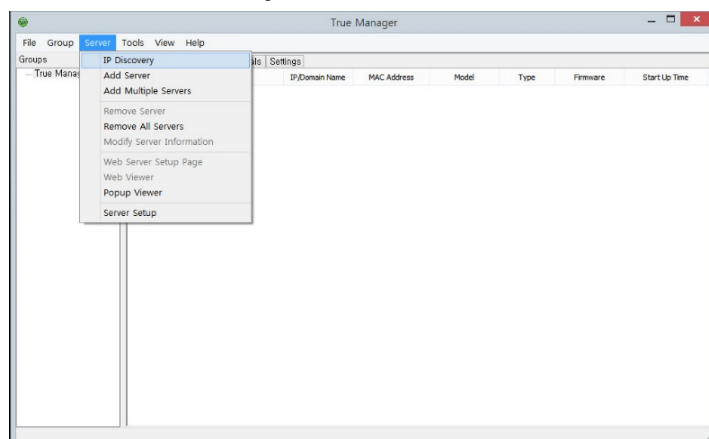 True Manager
File Group Server Tools View Help
Groups
IP Discovery
Settings
True Mana
Add Server
IP/Domain Name MAC Address Model Type Firmware Start Up Time
Add Multiple Servers
Remove Server
Remove All Servers
Modify Server Information
Web Server Setup Page
Web Viewer
Popup Viewer
Server Setup